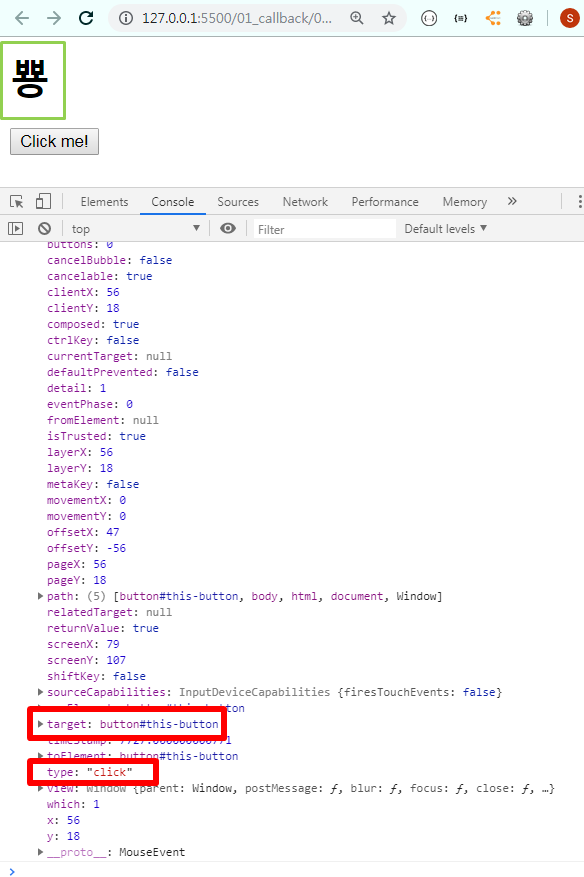 127.0.0.1:5500/01_callback/0...
S
뿅
Click me!
Elements Console Sources Network Performance Memory »
top ▼ Filter Default levels ▼
buttons: 0
cancelBubble: false
cancelable: true
clientX: 56
clientY: 18
composed: true
ctrlKey: false
currentTarget: null
defaultPrevented: false
detail: 1
eventPhase: 0
fromElement: null
isTrusted: true
layerX: 56
layerY: 18
metaKey: false
movementX: 0
movementY: 0
offsetX: 47
offsetY: -56
pageX: 56
pageY: 18
▶ path: (5) [button#this-button, body, html, document, Window]
relatedTarget: null
returnValue: true
screenX: 79
screenY: 107
shiftKey: false
▶ sourceCapabilities: InputDeviceCapabilities {firesTouchEvents: false}
▶ target: button#this-button
▶ toElement: button#this-button
type: "click"
▶ view: Window {parent: Window, postMessage: ƒ, blur: ƒ, focus: ƒ, close: ƒ, …}
which: 1
x: 56
y: 18
▶ __proto__: MouseEvent
>